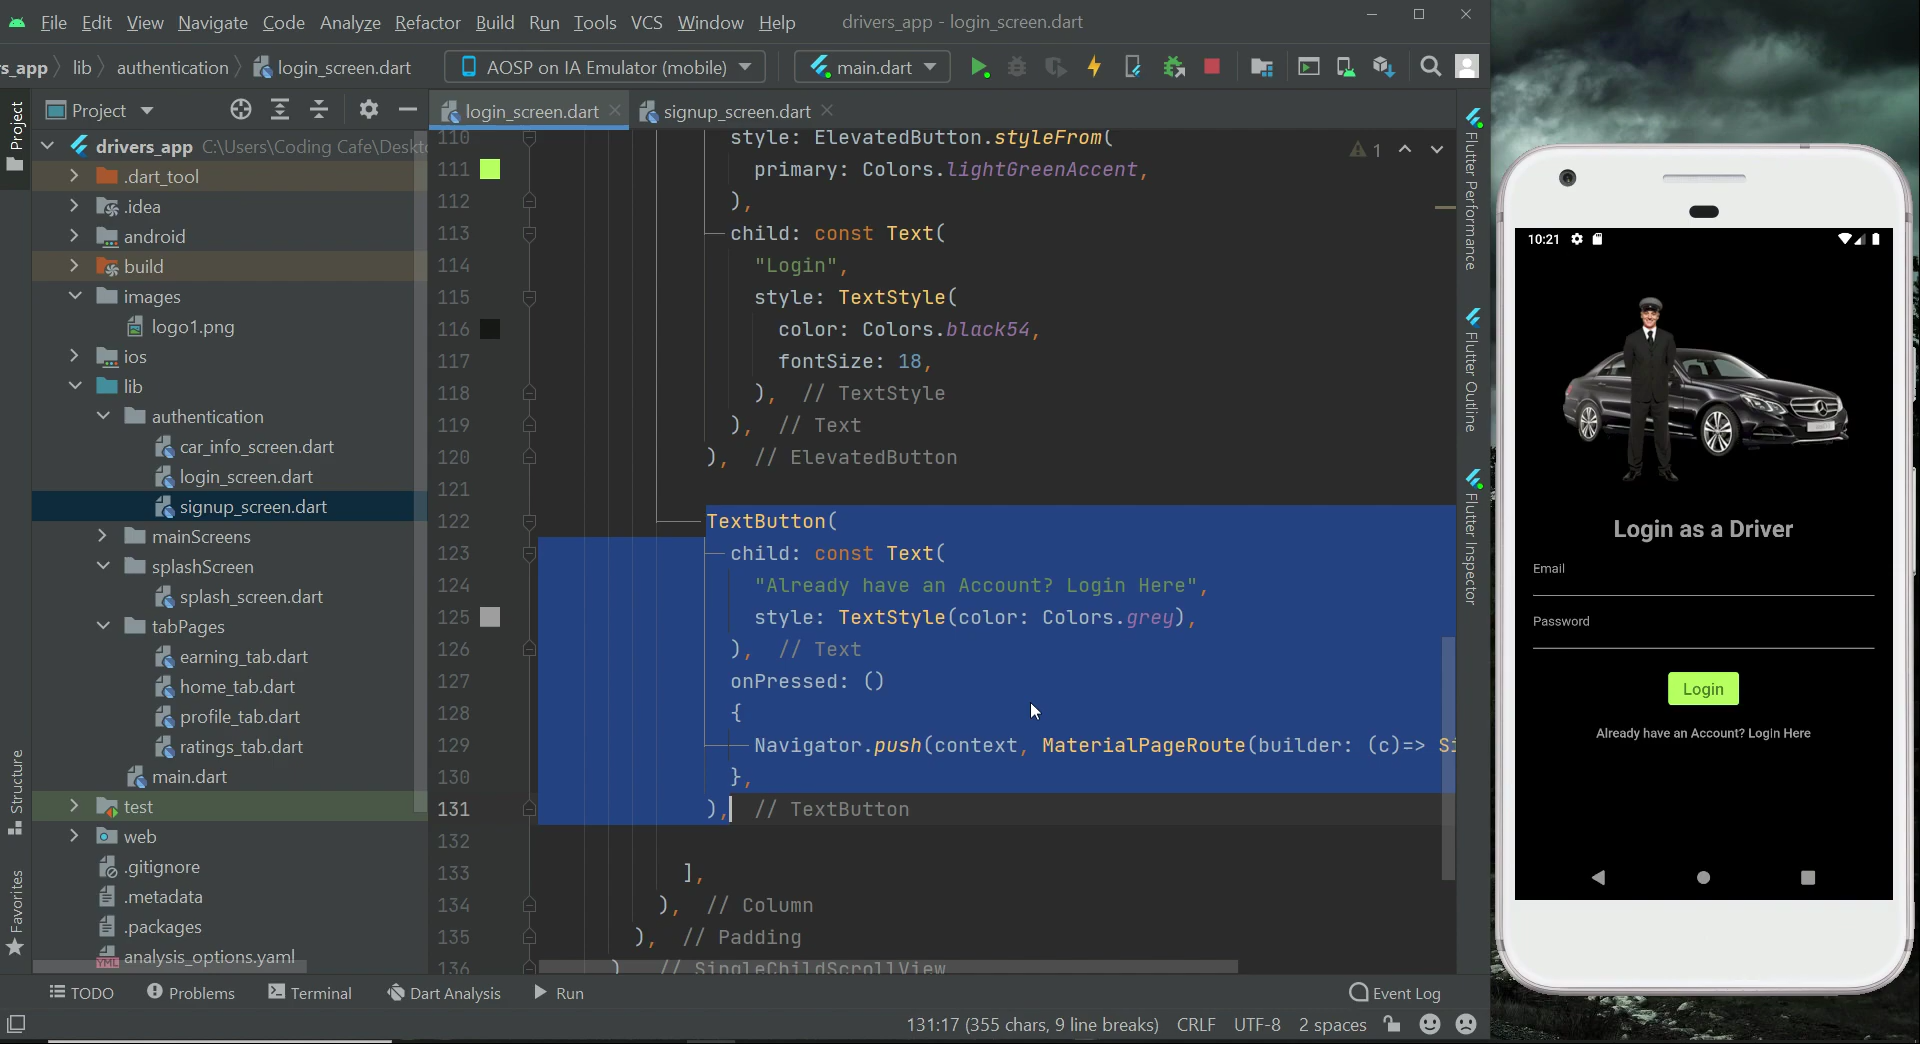 File Edit View Navigate Code Analyze Refactor Build Run Tools VCS Window Help drivers_app - login_screen.dart
s_app lib authentication login_screen.dart AOSP on IA Emulator (mobile) main.dart
Project login_screen.dart signup_screen.dart
drivers_app C:\Users\Coding Cafe\Deskt
.dart_tool
.idea
android
build
images
logo1.png
ios
lib
authentication
car_info_screen.dart
login_screen.dart
signup_screen.dart
mainScreens
splashScreen
splash_screen.dart
tabPages
earning_tab.dart
home_tab.dart
profile_tab.dart
ratings_tab.dart
main.dart
test
web
.gitignore
.metadata
.packages
analysis_options.yaml
Project
Structure
Favorites
110 style: ElevatedButton.styleFrom(
111 primary: Colors.lightGreenAccent,
112 ),
113 child: const Text(
114 "Login",
115 style: TextStyle(
116 color: Colors.black54,
117 fontSize: 18,
118 ), // TextStyle
119 ), // Text
120 ), // ElevatedButton
121
122 TextButton(
123 child: const Text(
124 "Already have an Account? Login Here",
125 style: TextStyle(color: Colors.grey),
126 ), // Text
127 onPressed: ()
128 {
129 Navigator.push(context, MaterialPageRoute(builder: (c)=> Si
130 },
131 ), // TextButton
132
133 ],
134 ), // Column
135 ), // Padding
136 ) // SingleChildScrollView
1
Flutter Performance
Flutter Outline
Flutter Inspector
TODO Problems Terminal Dart Analysis Run Event Log
131:17 (355 chars, 9 line breaks) CRLF UTF-8 2 spaces
10:21
Login as a Driver
Email
Password
Login
Already have an Account? Login Here